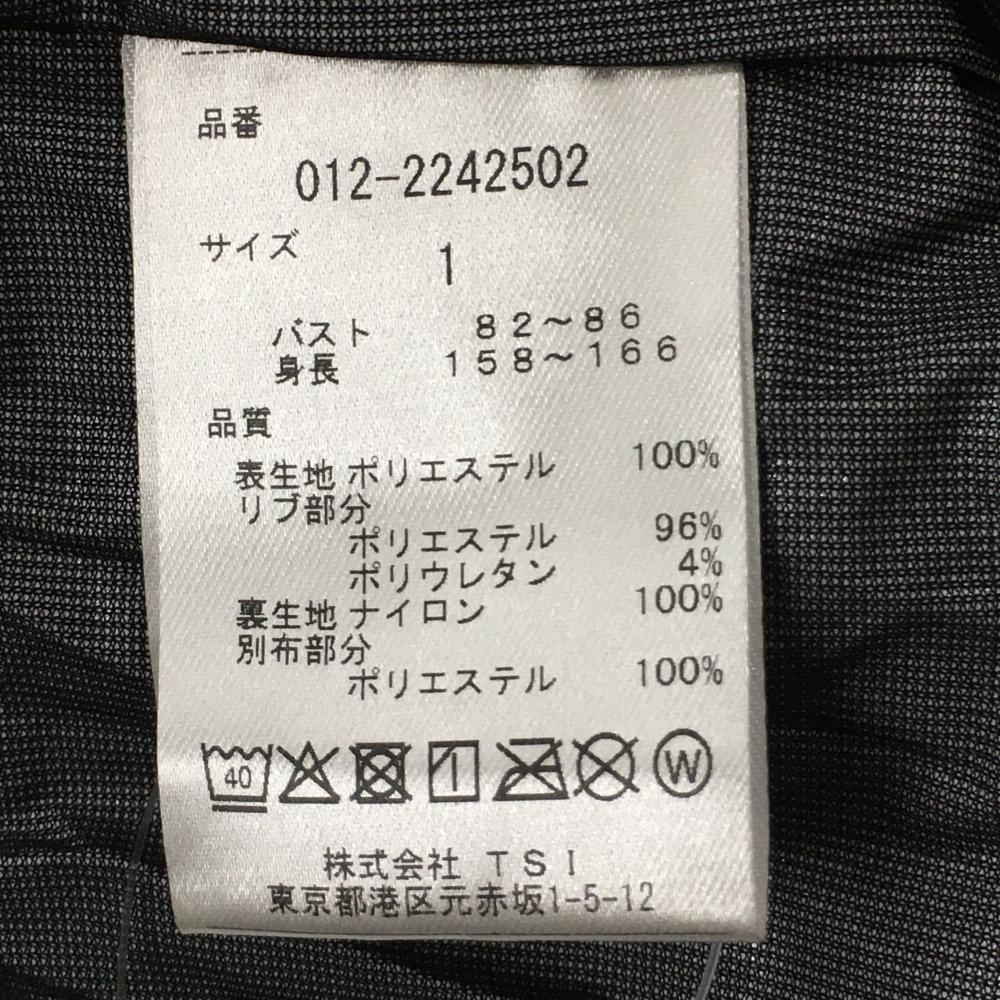 品番
012-2242502
サイズ 1
バスト 82～86
身長 158～166
品質
表生地 ポリエステル 100%
リブ部分
ポリエステル 96%
ポリウレタン 4%
裏生地 ナイロン 100%
別布部分
ポリエステル 100%
40 W
株式会社 TSI
東京都港区元赤坂1-5-12